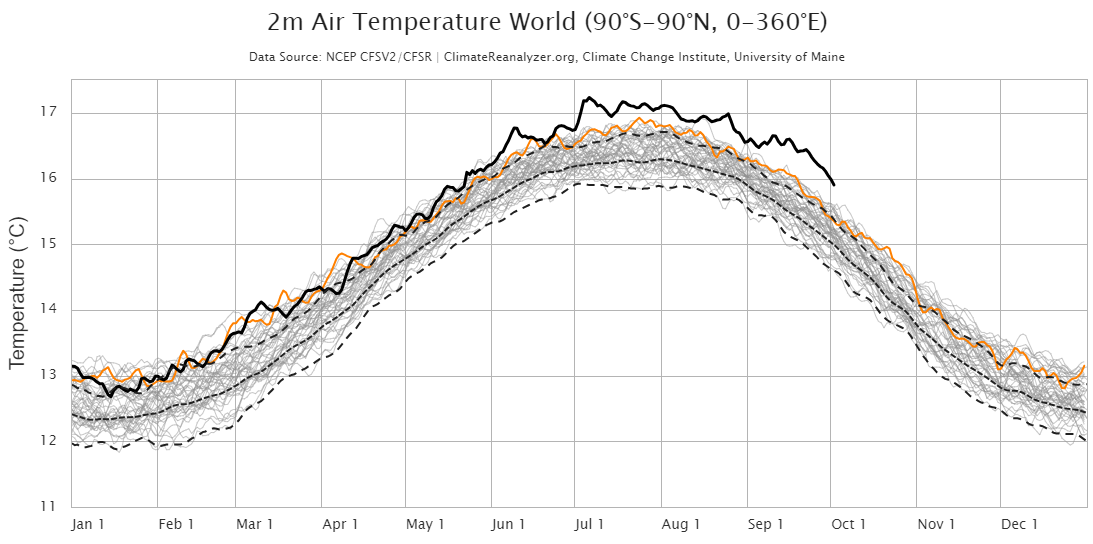 2m Air Temperature World (90°S-90°N, 0-360°E)
Data Source: NCEP CFSV2/CFSR | ClimateReanalyzer.org, Climate Change Institute, University of Maine
Temperature (°C)
17
16
15
14
13
12
11
Jan 1 Feb 1 Mar 1 Apr 1 May 1 Jun 1 Jul 1 Aug 1 Sep 1 Oct 1 Nov 1 Dec 1